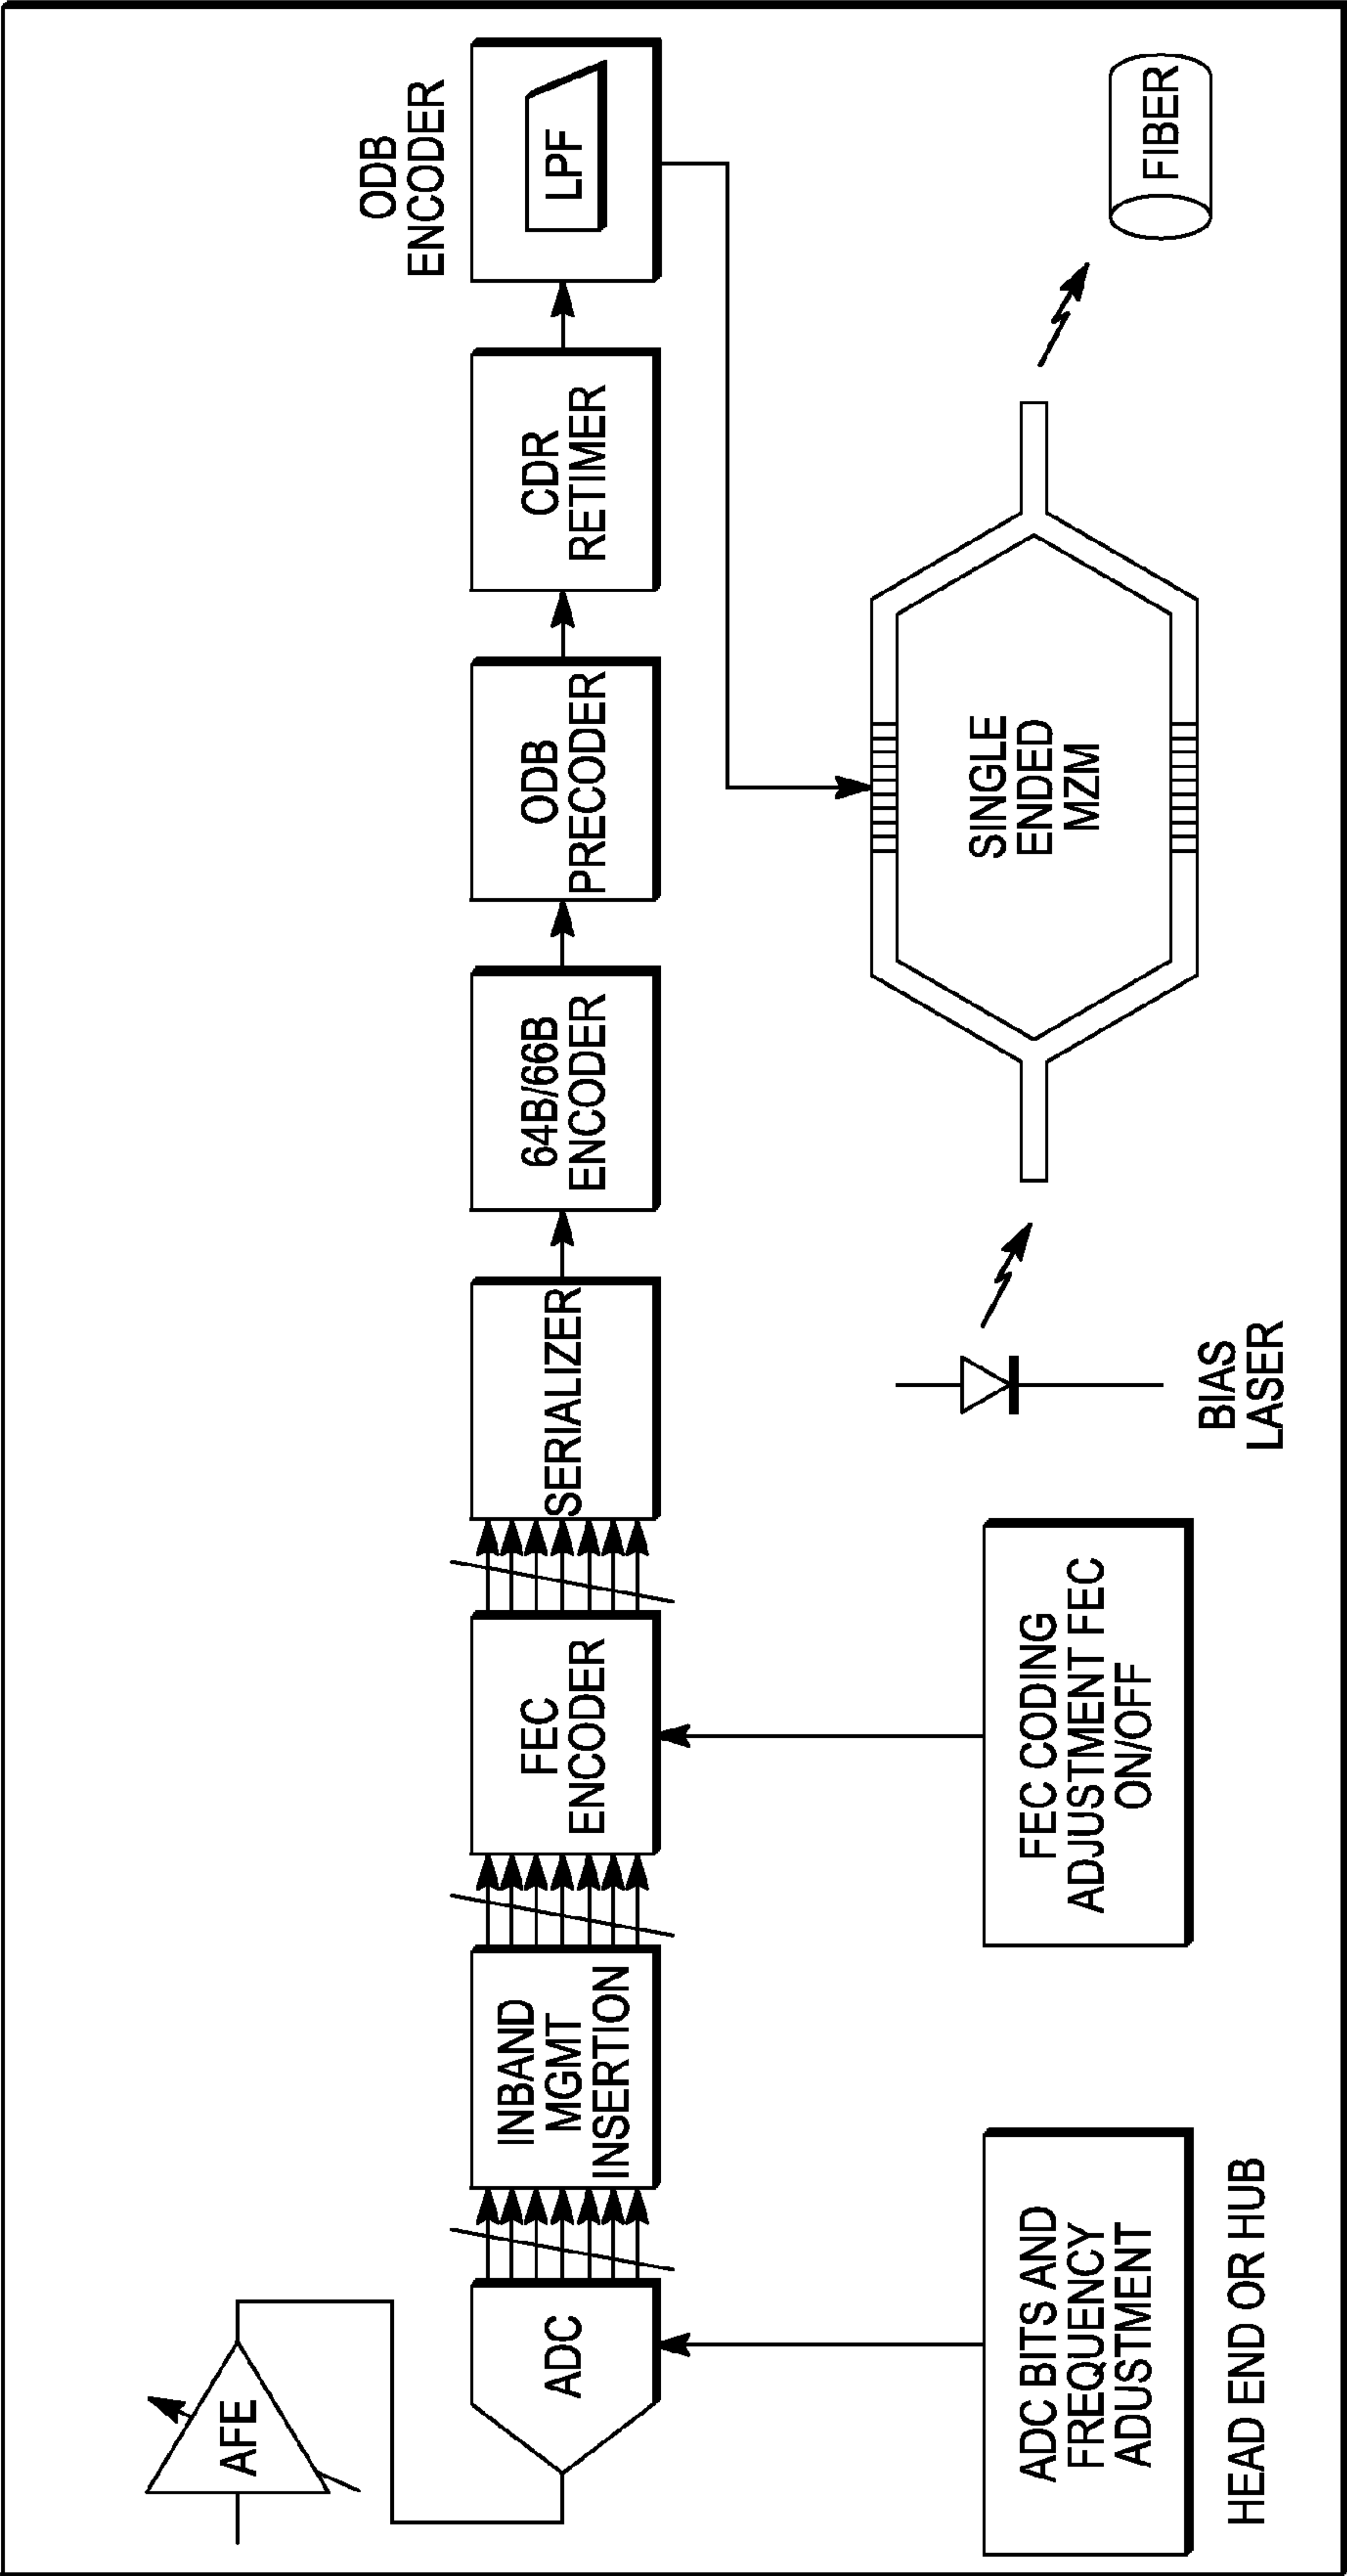 AFE
ADC
INBAND
MGMT
INSERTION
FEC
ENCODER
SERIALIZER
64B/66B
ENCODER
ODB
PRECODER
CDR
RETIMER
ODB
ENCODER
LPF
ADC BITS AND
FREQUENCY
ADUSTMENT
HEAD END OR HUB
FEC CODING
ADJUSTMENT FEC
ON/OFF
BIAS
LASER
SINGLE
ENDED
MZM
FIBER